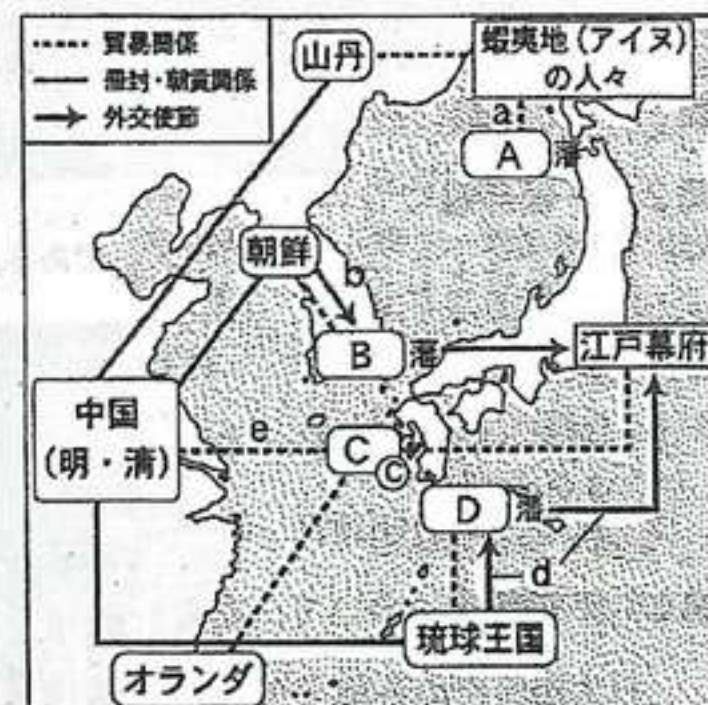 貿易関係
冊封・朝貢関係
外交使節
山丹
蝦夷地(アイヌ)
の人々
a
A 藩
朝鮮
B 藩
江戸幕府
中国
(明・清)
e
C
ⓒ
D 藩
d
琉球王国
オランダ